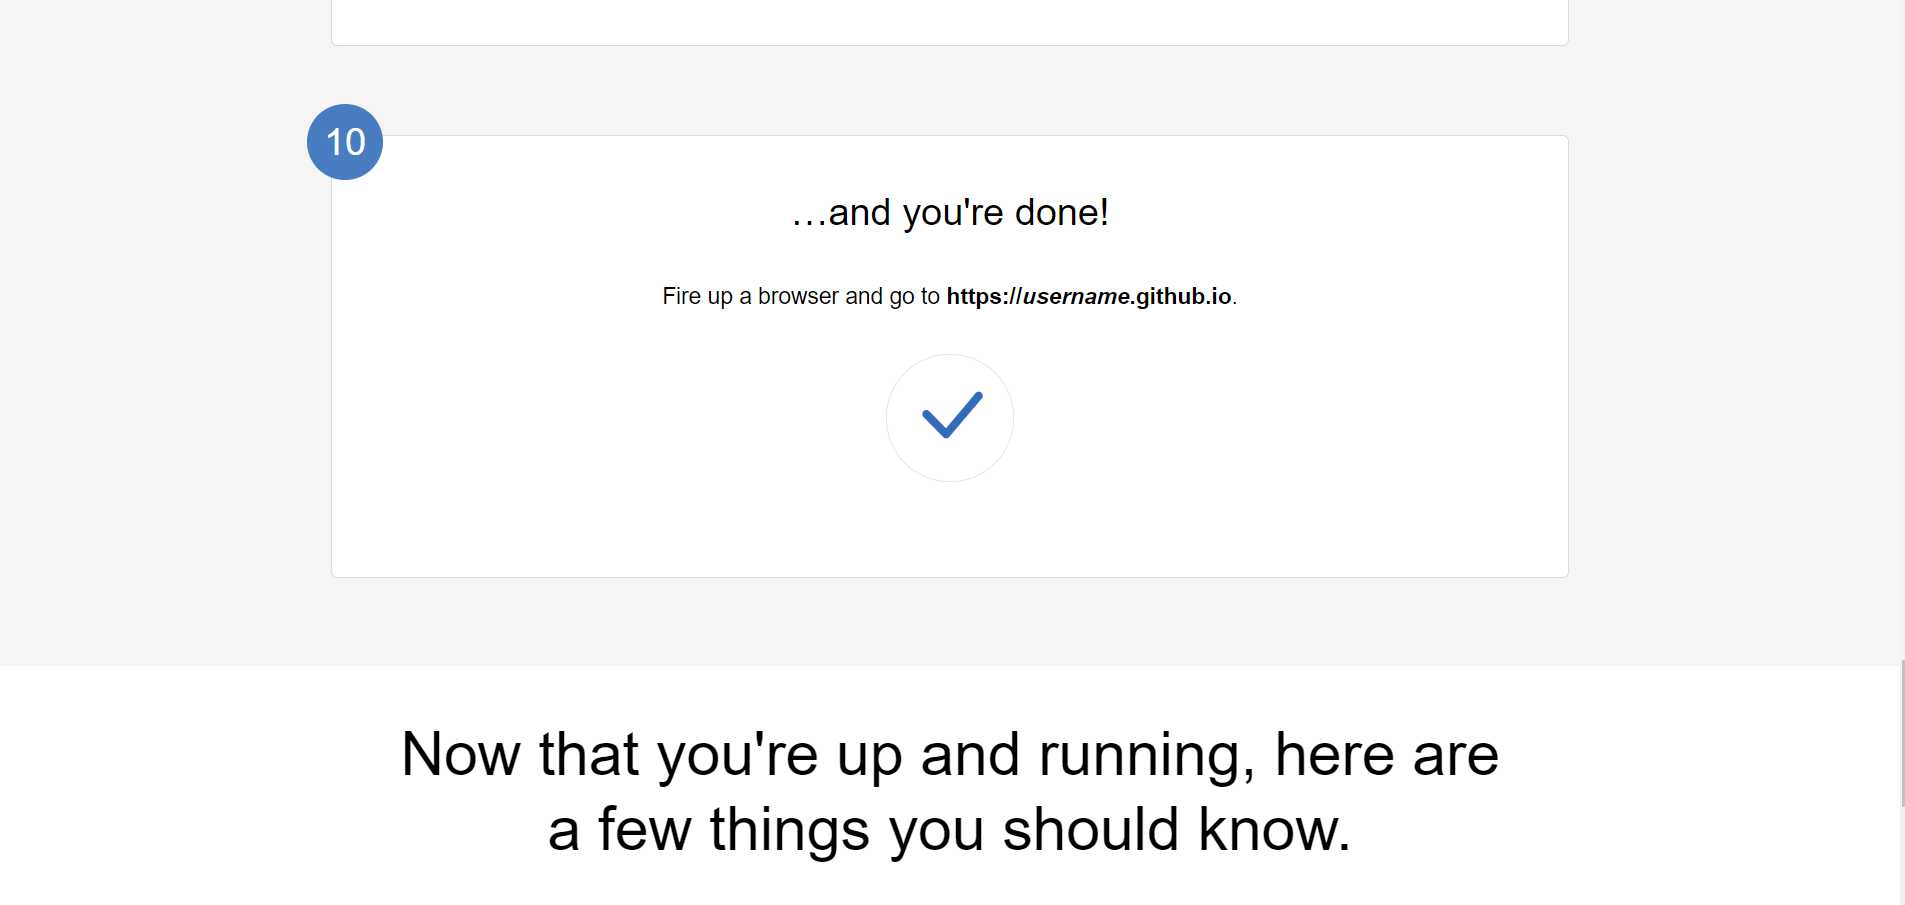 10
…and you're done!
Fire up a browser and go to https://username.github.io.
Now that you're up and running, here are
a few things you should know.